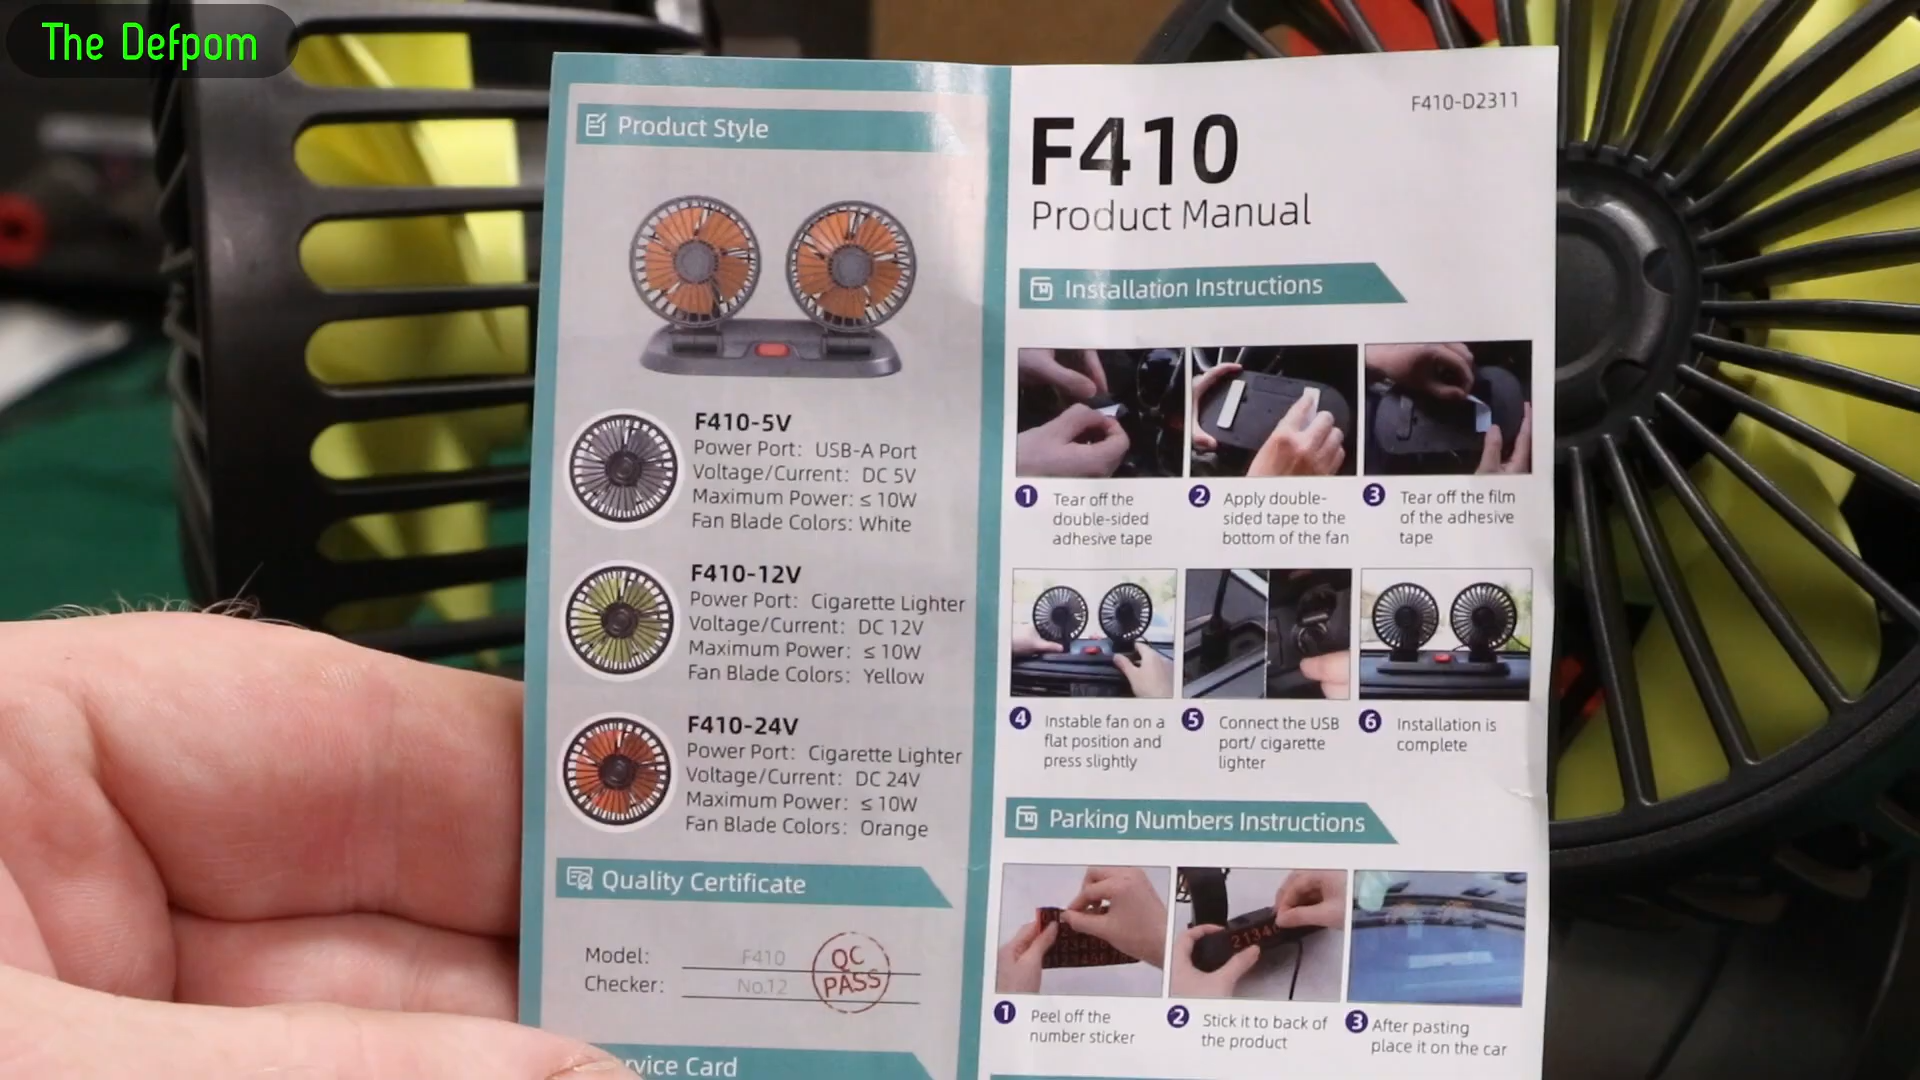 The Defpom
Product Style
F410-5V
Power Port: USB-A Port
Voltage/Current: DC 5V
Maximum Power: ≤ 10W
Fan Blade Colors: White
F410-12V
Power Port: Cigarette Lighter
Voltage/Current: DC 12V
Maximum Power: ≤ 10W
Fan Blade Colors: Yellow
F410-24V
Power Port: Cigarette Lighter
Voltage/Current: DC 24V
Maximum Power: ≤ 10W
Fan Blade Colors: Orange
Quality Certificate
Model: F410
Checker: No.12
QC
PASS
rvice Card
F410-D2311
F410
Product Manual
Installation Instructions
1 Tear off the
double-sided
adhesive tape
2 Apply double-
sided tape to the
bottom of the fan
3 Tear off the film
of the adhesive
tape
4 Instable fan on a
flat position and
press slightly
5 Connect the USB
port/ cigarette
lighter
6 Installation is
complete
Parking Numbers Instructions
1 Peel off the
number sticker
2 Stick it to back of
the product
3 After pasting
place it on the car